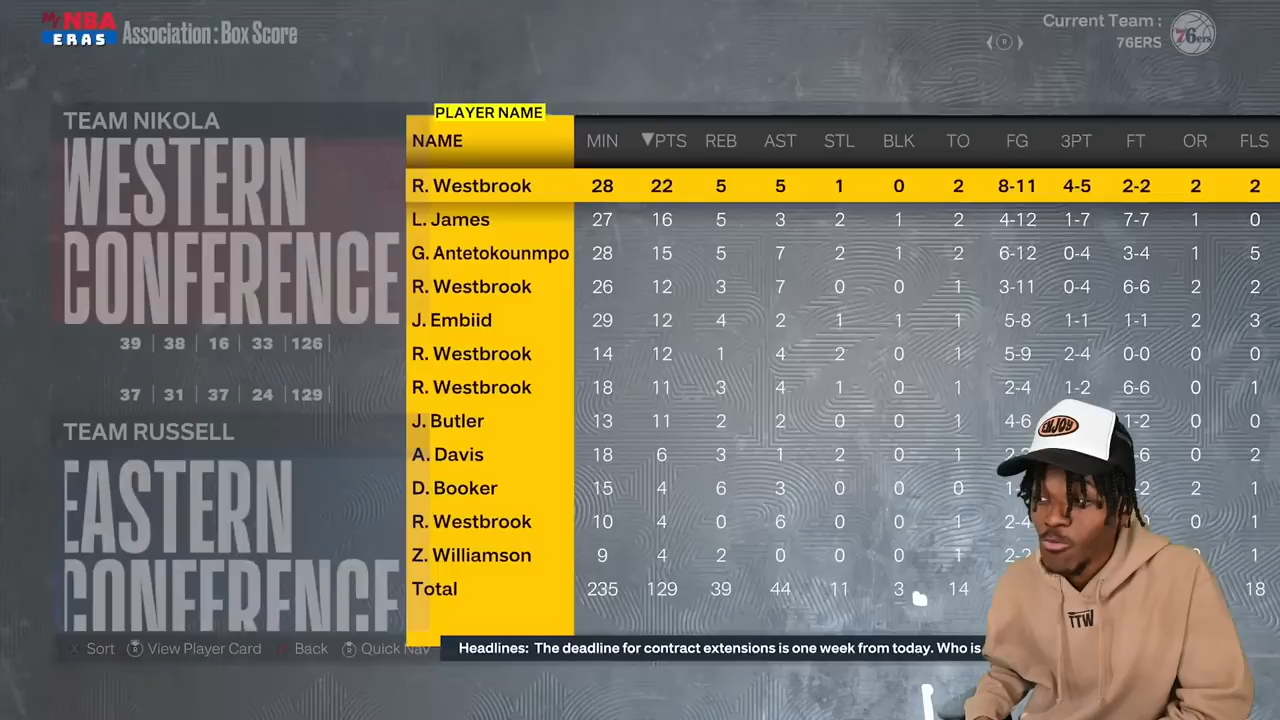 My NBA ERAS
Association: Box Score
Current Team :
76ERS
76ers
TEAM NIKOLA
WESTERN
CONFERENCE
39 | 38 | 16 | 33 | 126
37 | 31 | 37 | 24 | 129
TEAM RUSSELL
EASTERN
CONFERENCE
PLAYER NAME
NAME MIN ▼PTS REB AST STL BLK TO FG 3PT FT OR FLS
R. Westbrook 28 22 5 5 1 0 2 8-11 4-5 2-2 2 2
L. James 27 16 5 3 2 1 2 4-12 1-7 7-7 1 0
G. Antetokounmpo 28 15 5 7 2 1 2 6-12 0-4 3-4 1 5
R. Westbrook 26 12 3 7 0 0 1 3-11 0-4 6-6 2 2
J. Embiid 29 12 4 2 1 1 1 5-8 1-1 1-1 2 3
R. Westbrook 14 12 1 4 2 0 1 5-9 2-4 0-0 0 0
R. Westbrook 18 11 3 4 1 0 1 2-4 1-2 6-6 0 1
J. Butler 13 11 2 2 0 0 1 4-6 1-2 0 0
A. Davis 18 6 3 1 2 0 1 -6 0 2
D. Booker 15 4 6 3 0 0 0 1- -2 2 1
R. Westbrook 10 4 0 6 0 0 1 2-4 0 0 1
Z. Williamson 9 4 2 0 0 0 1 1
Total 235 129 39 44 11 3 14 18
X Sort R View Player Card Back R Quick Nav
Headlines: The deadline for contract extensions is one week from today. Who is
ENJOY
TTW